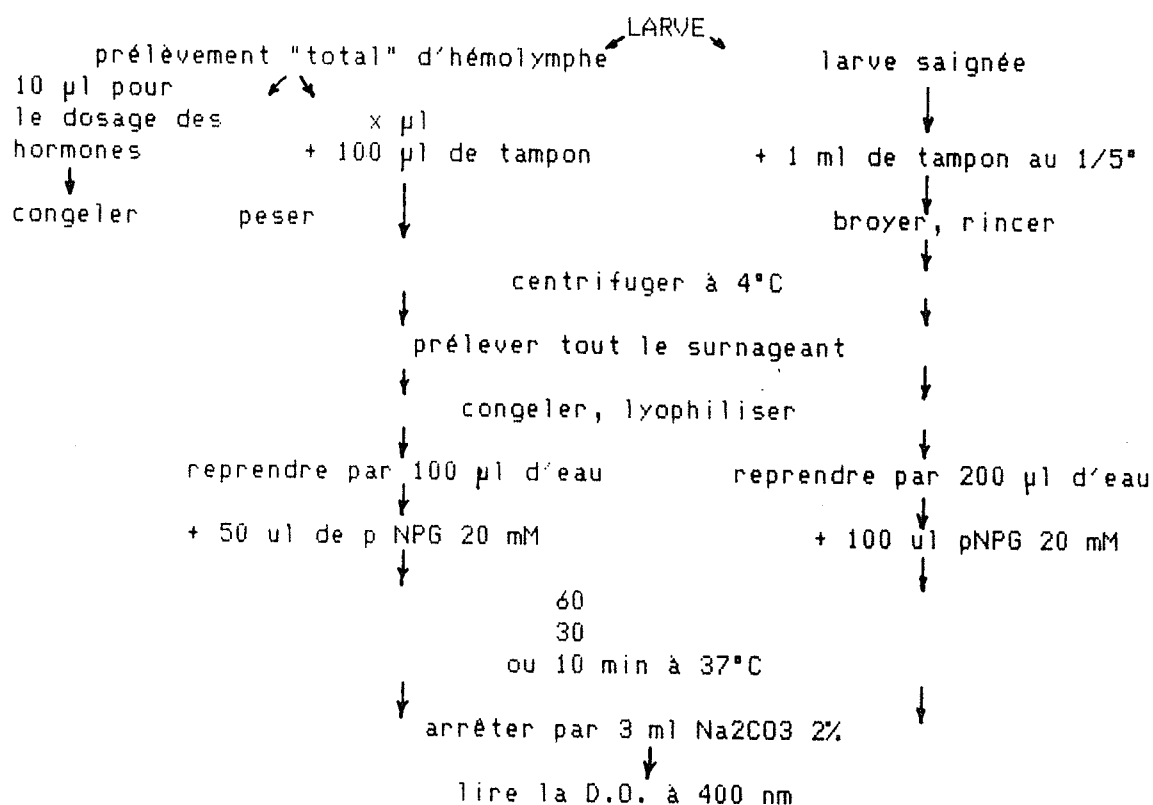 LARVE
prélèvement "total" d'hémolymphe
larve saignée
10 µl pour
le dosage des
hormones
x µl
+ 100 µl de tampon
+ 1 ml de tampon au 1/5°
congeler
peser
broyer, rincer
centrifuger à 4°C
prélever tout le surnageant
congeler, lyophiliser
reprendre par 100 µl d'eau
reprendre par 200 µl d'eau
+ 50 ul de p NPG 20 mM
+ 100 ul pNPG 20 mM
60
30
ou 10 min à 37°C
arrêter par 3 ml Na2CO3 2%
lire la D.O. à 400 nm